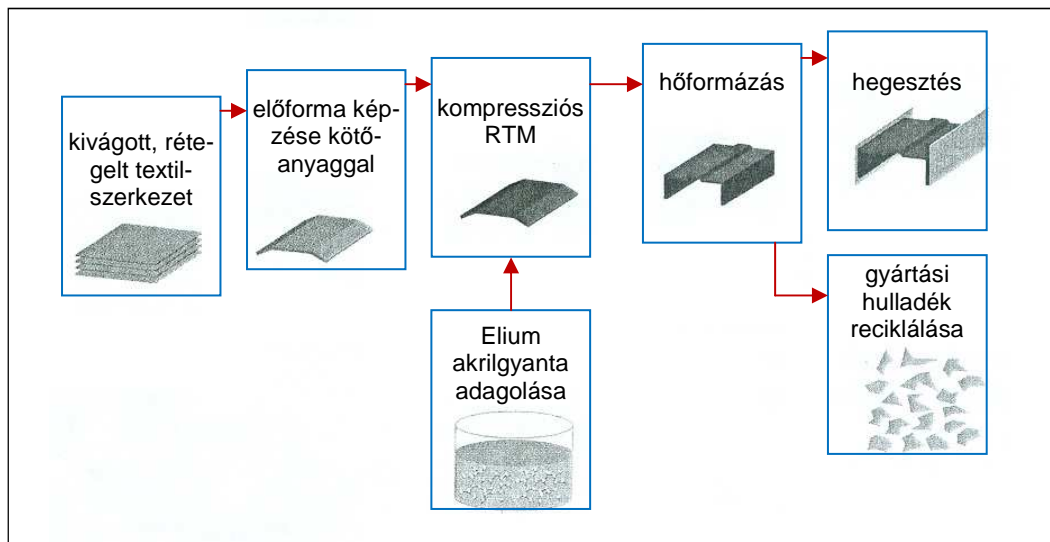 kivágott, réte-
gelt textil-
szerkezet
előforma kép-
zése kötő-
anyaggal
kompressziós
RTM
Elium
akrilgyanta
adagolása
hőformázás
hegesztés
gyártási
hulladék
reciklálása